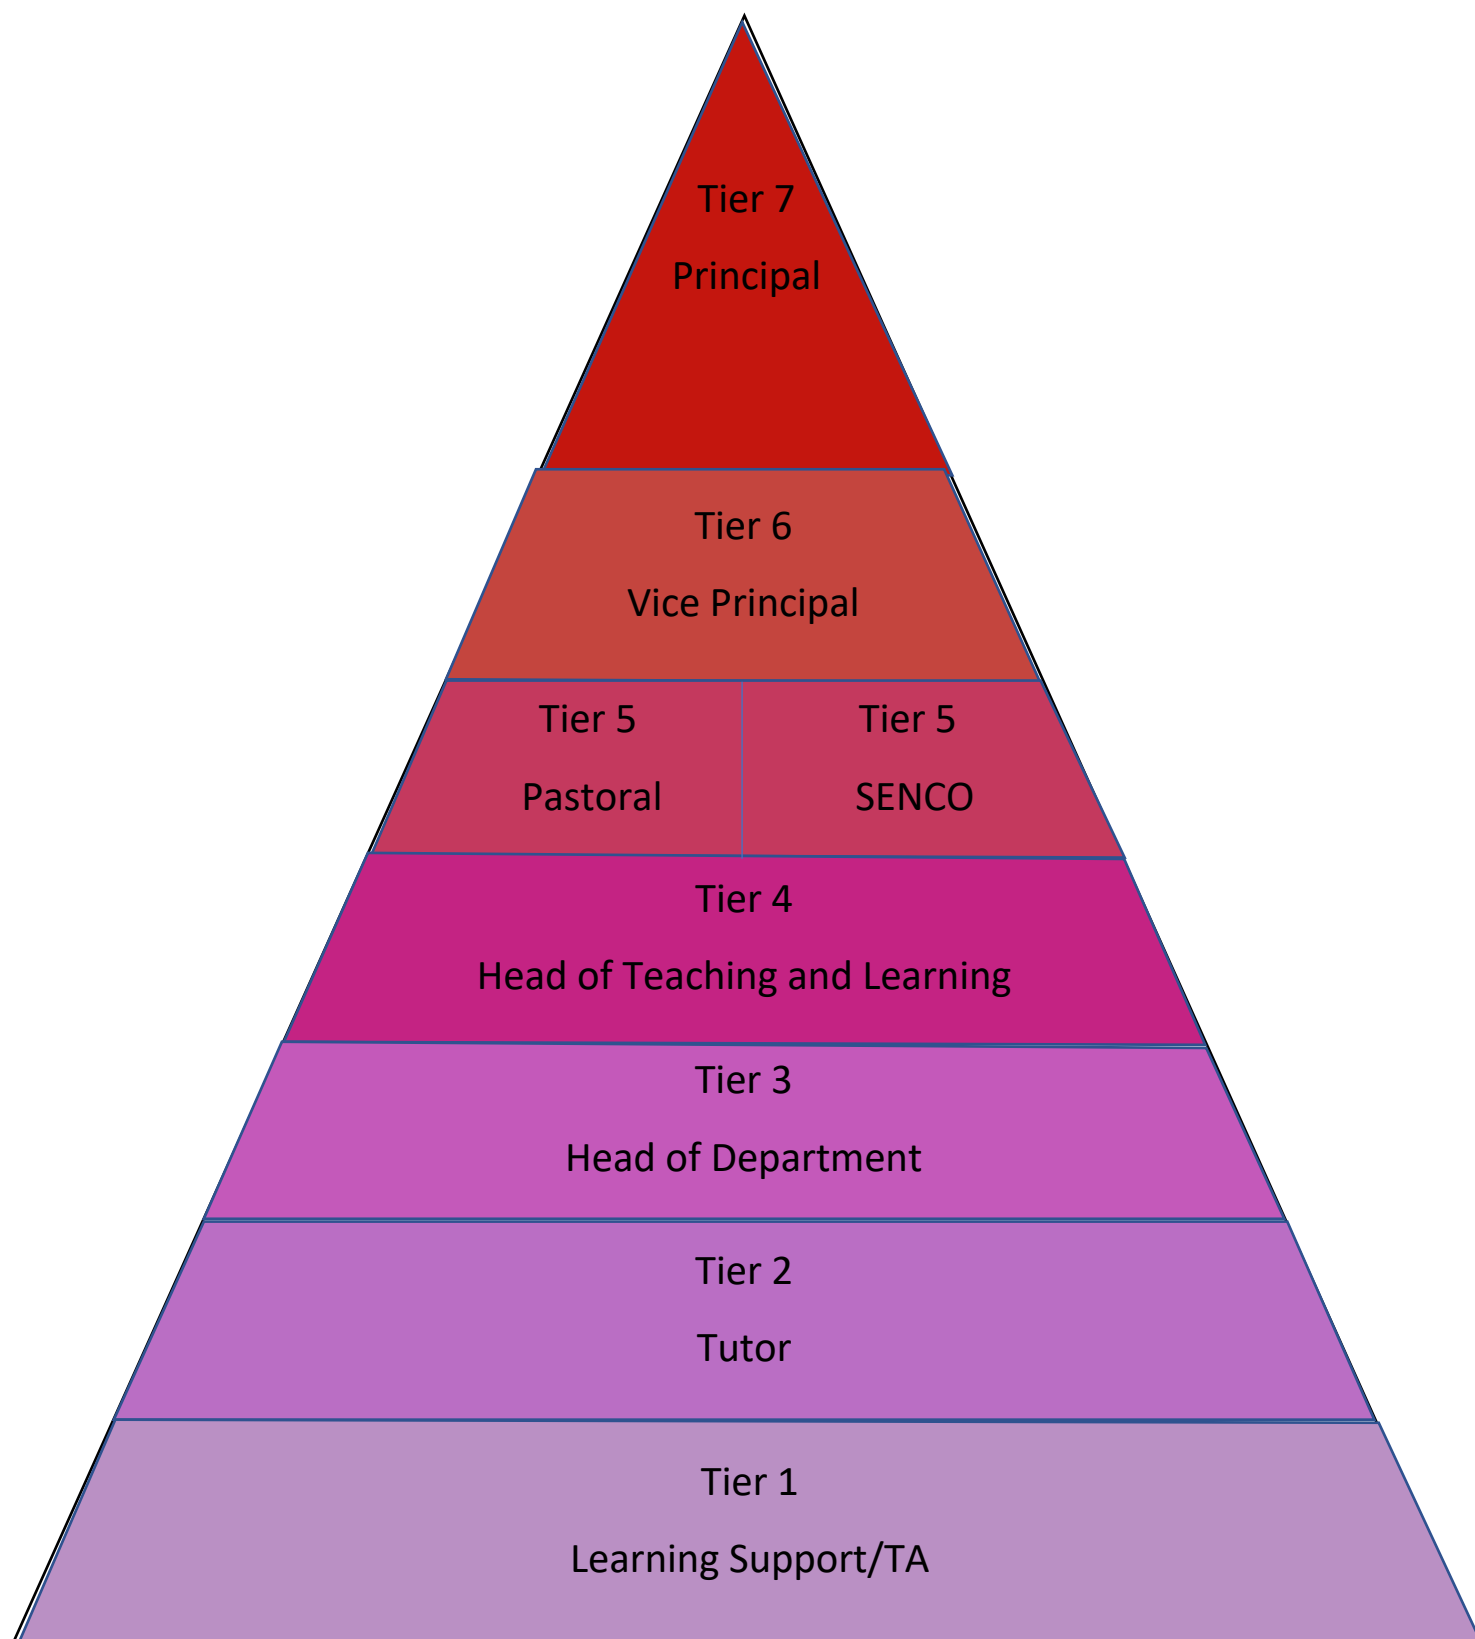 Tier 7
Principal
Tier 6
Vice Principal
Tier 5
Pastoral
Tier 5
SENCO
Tier 4
Head of Teaching and Learning
Tier 3
Head of Department
Tier 2
Tutor
Tier 1
Learning Support/TA